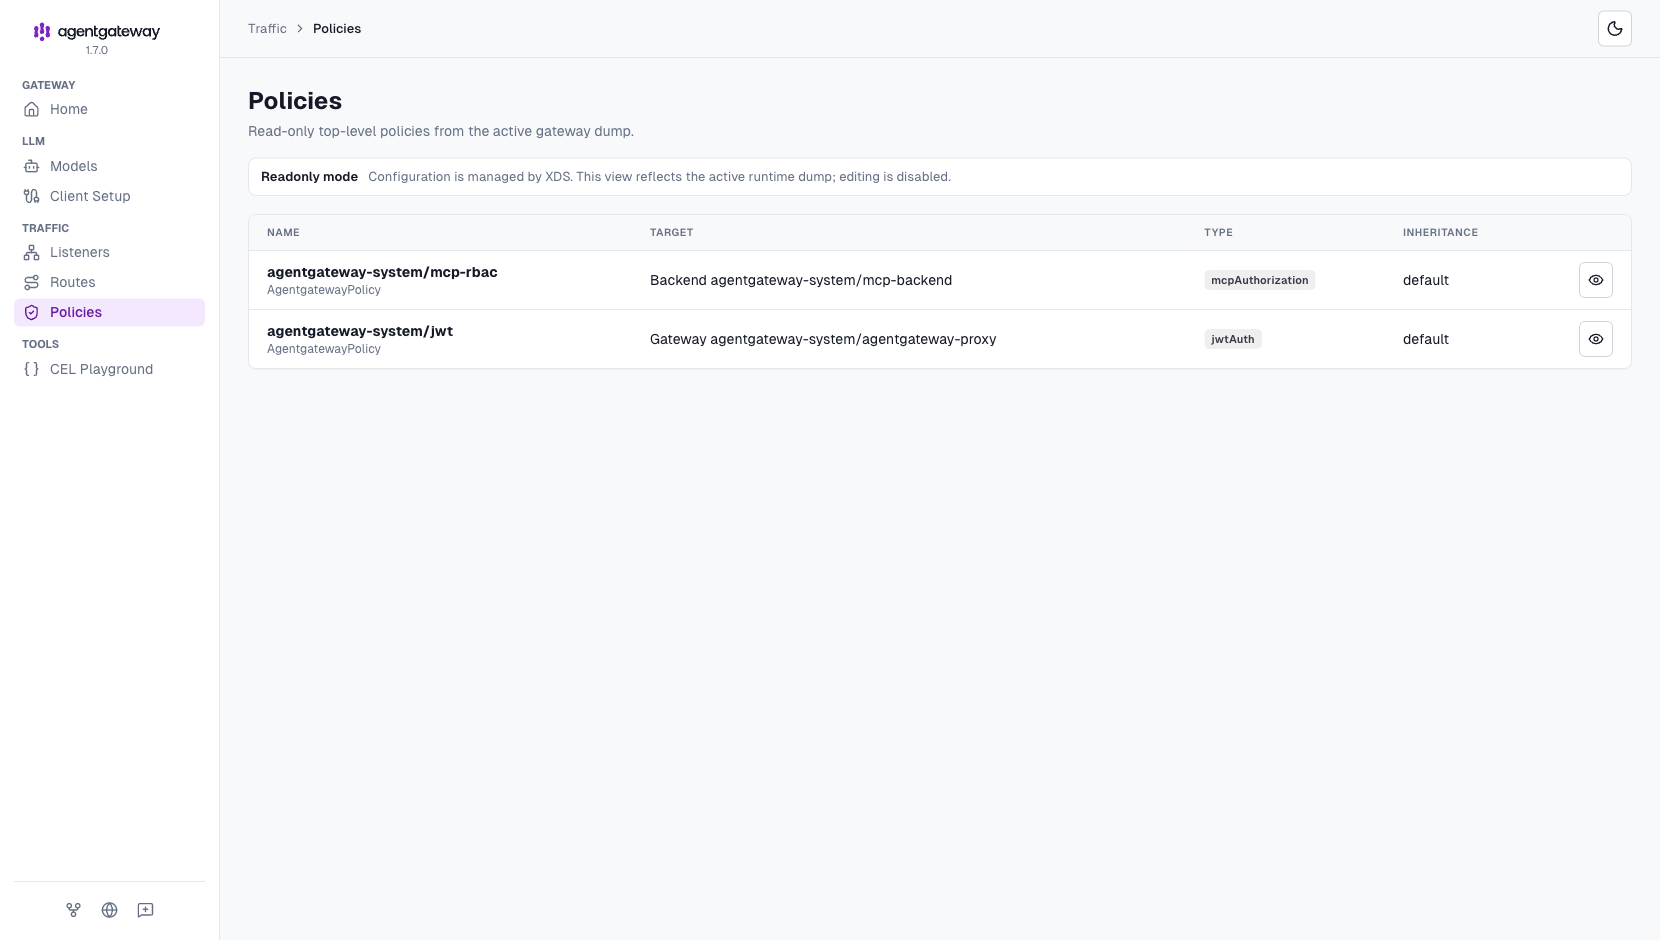 agentgateway
1.7.0
GATEWAY
Home
LLM
Models
Client Setup
TRAFFIC
Listeners
Routes
Policies
TOOLS
CEL Playground
Traffic > Policies
Policies
Read-only top-level policies from the active gateway dump.
Readonly mode Configuration is managed by XDS. This view reflects the active runtime dump; editing is disabled.
NAME TARGET TYPE INHERITANCE
agentgateway-system/mcp-rbac
AgentgatewayPolicy
Backend agentgateway-system/mcp-backend mcpAuthorization default
agentgateway-system/jwt
AgentgatewayPolicy
Gateway agentgateway-system/agentgateway-proxy jwtAuth default